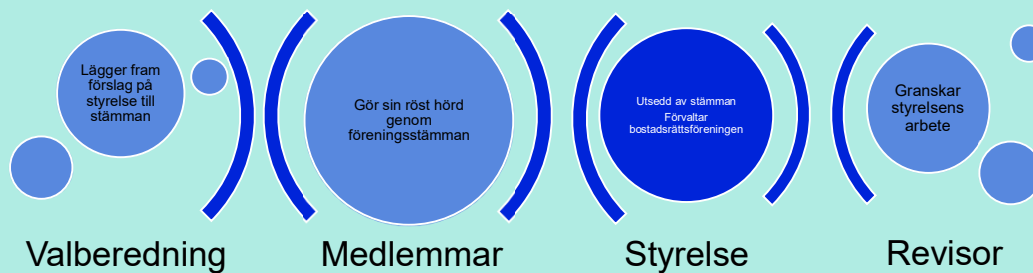 Lägger fram
förslag på
styrelse till
stämman
Gör sin röst hörd
genom
föreningsstämman
Utsedd av stämman
Förvaltar
bostadsrättsföreningen
Granskar
styrelsens
arbete
Valberedning
Medlemmar
Styrelse
Revisor